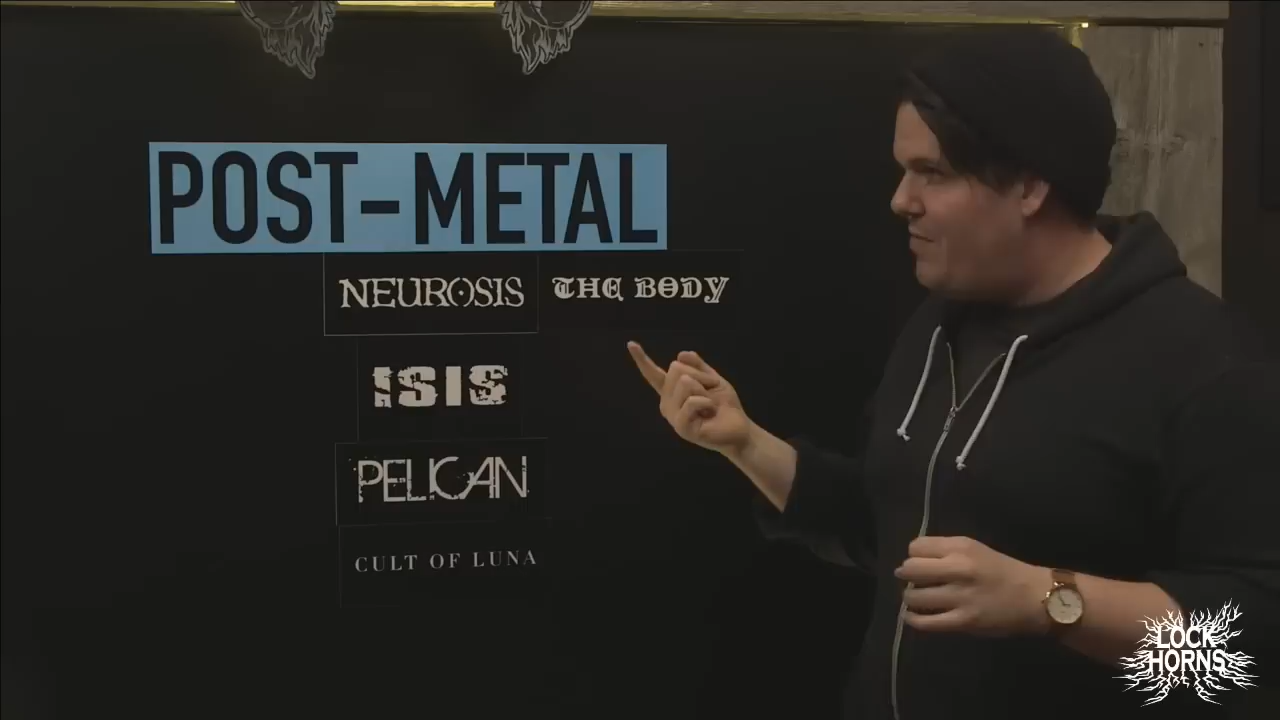 POST-METAL
NEUROSIS THE BODY
ISIS
PELICAN
CULT OF LUNA
LOCK
HORNS